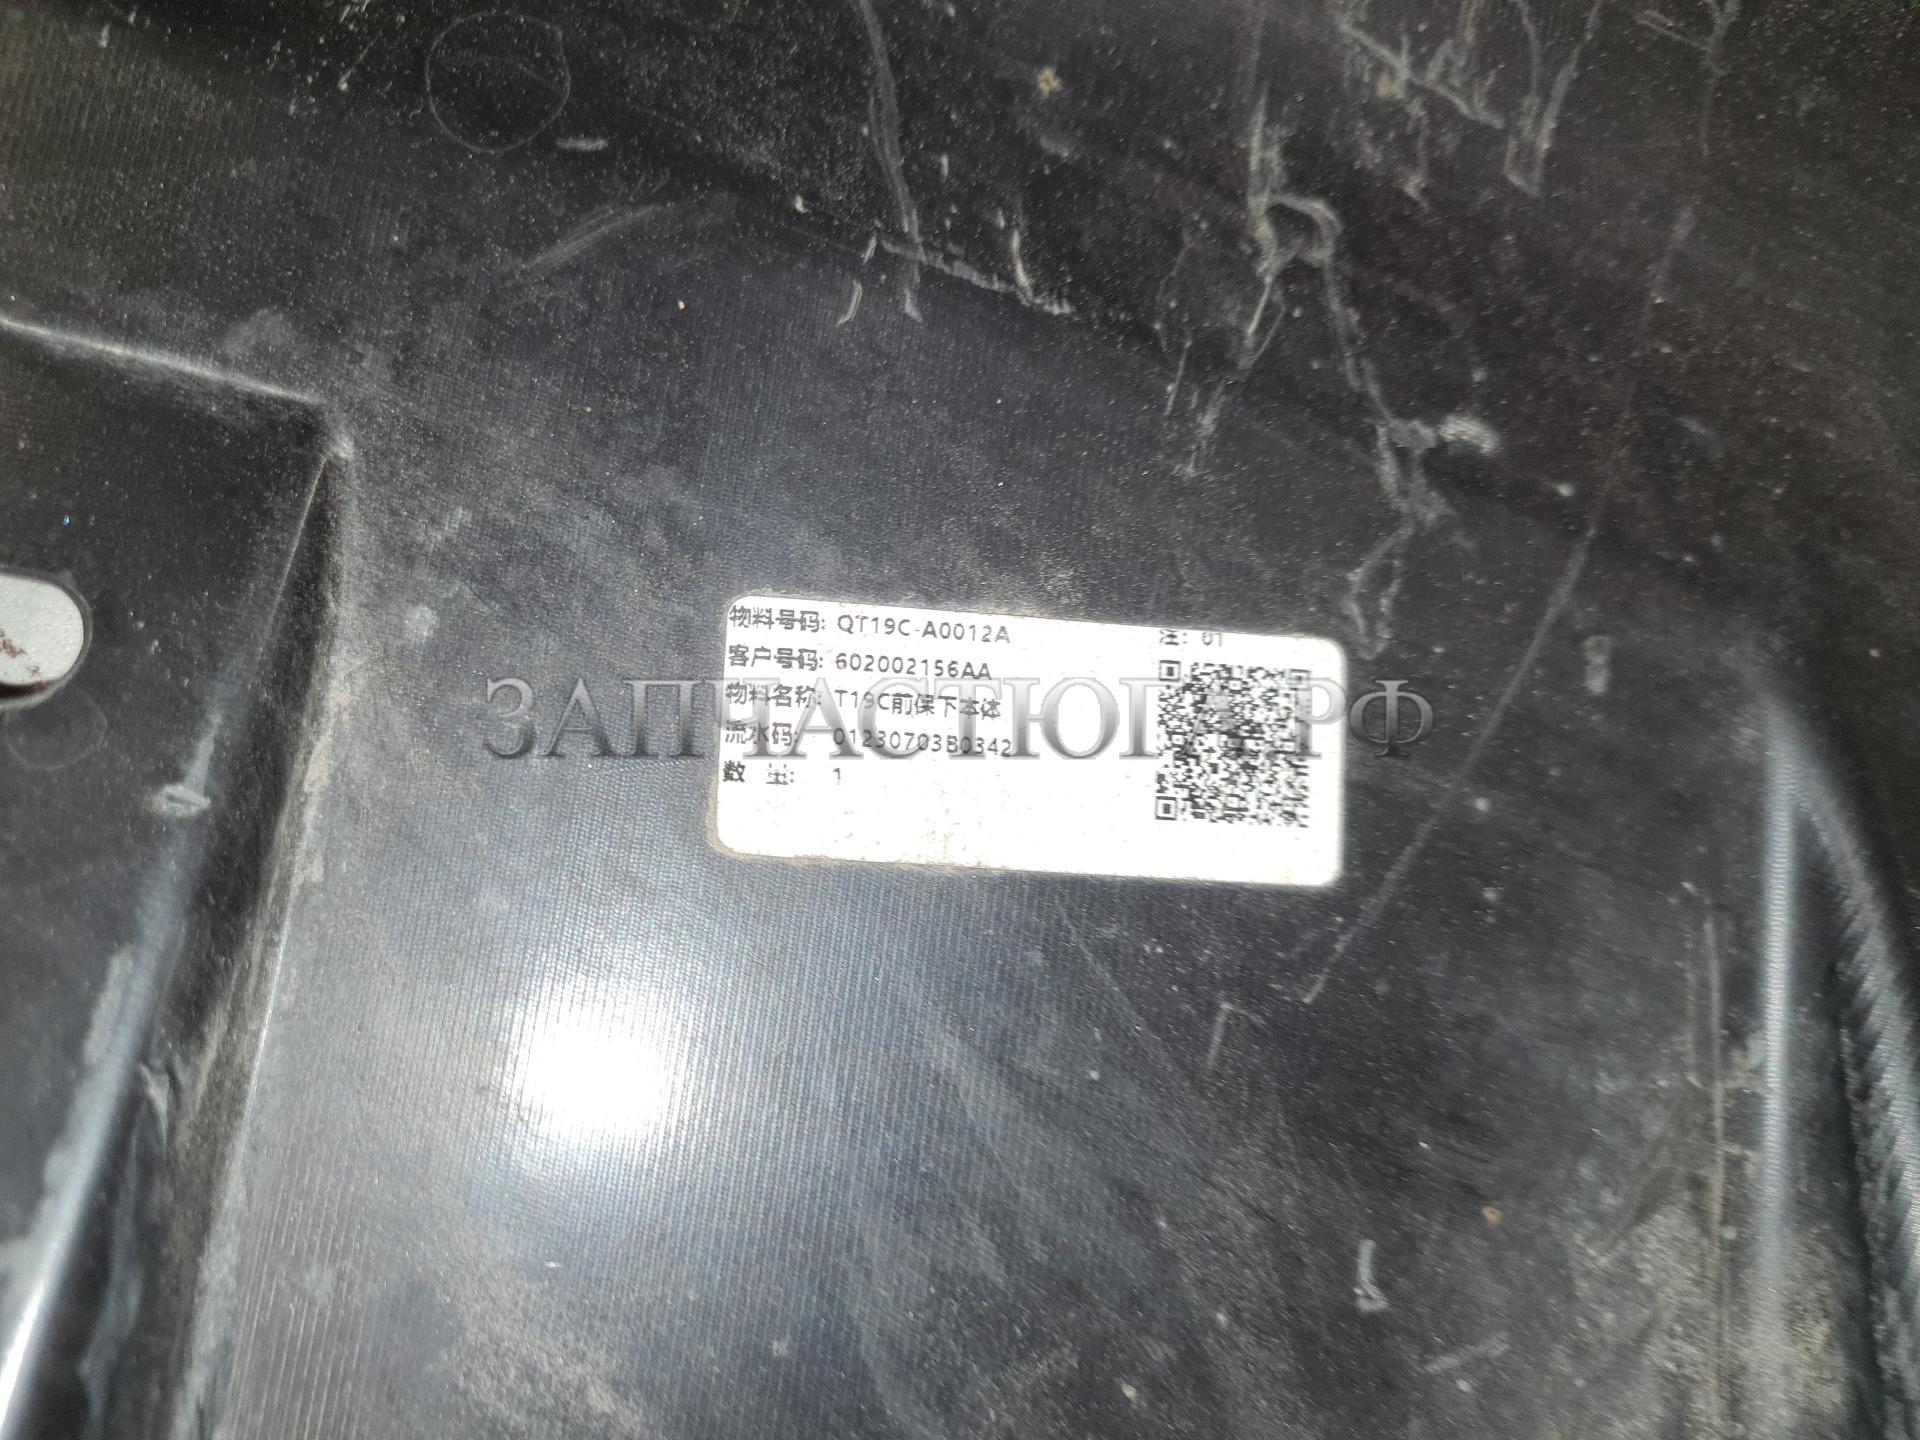 物料号码: QT19C-A0012A
注: 01
客户号码: 602002156AA
物料名称: T19C前保下本体
流水码: 01230703B0342
数 量: 1
ЗАПЧАСТЮГА.РФ